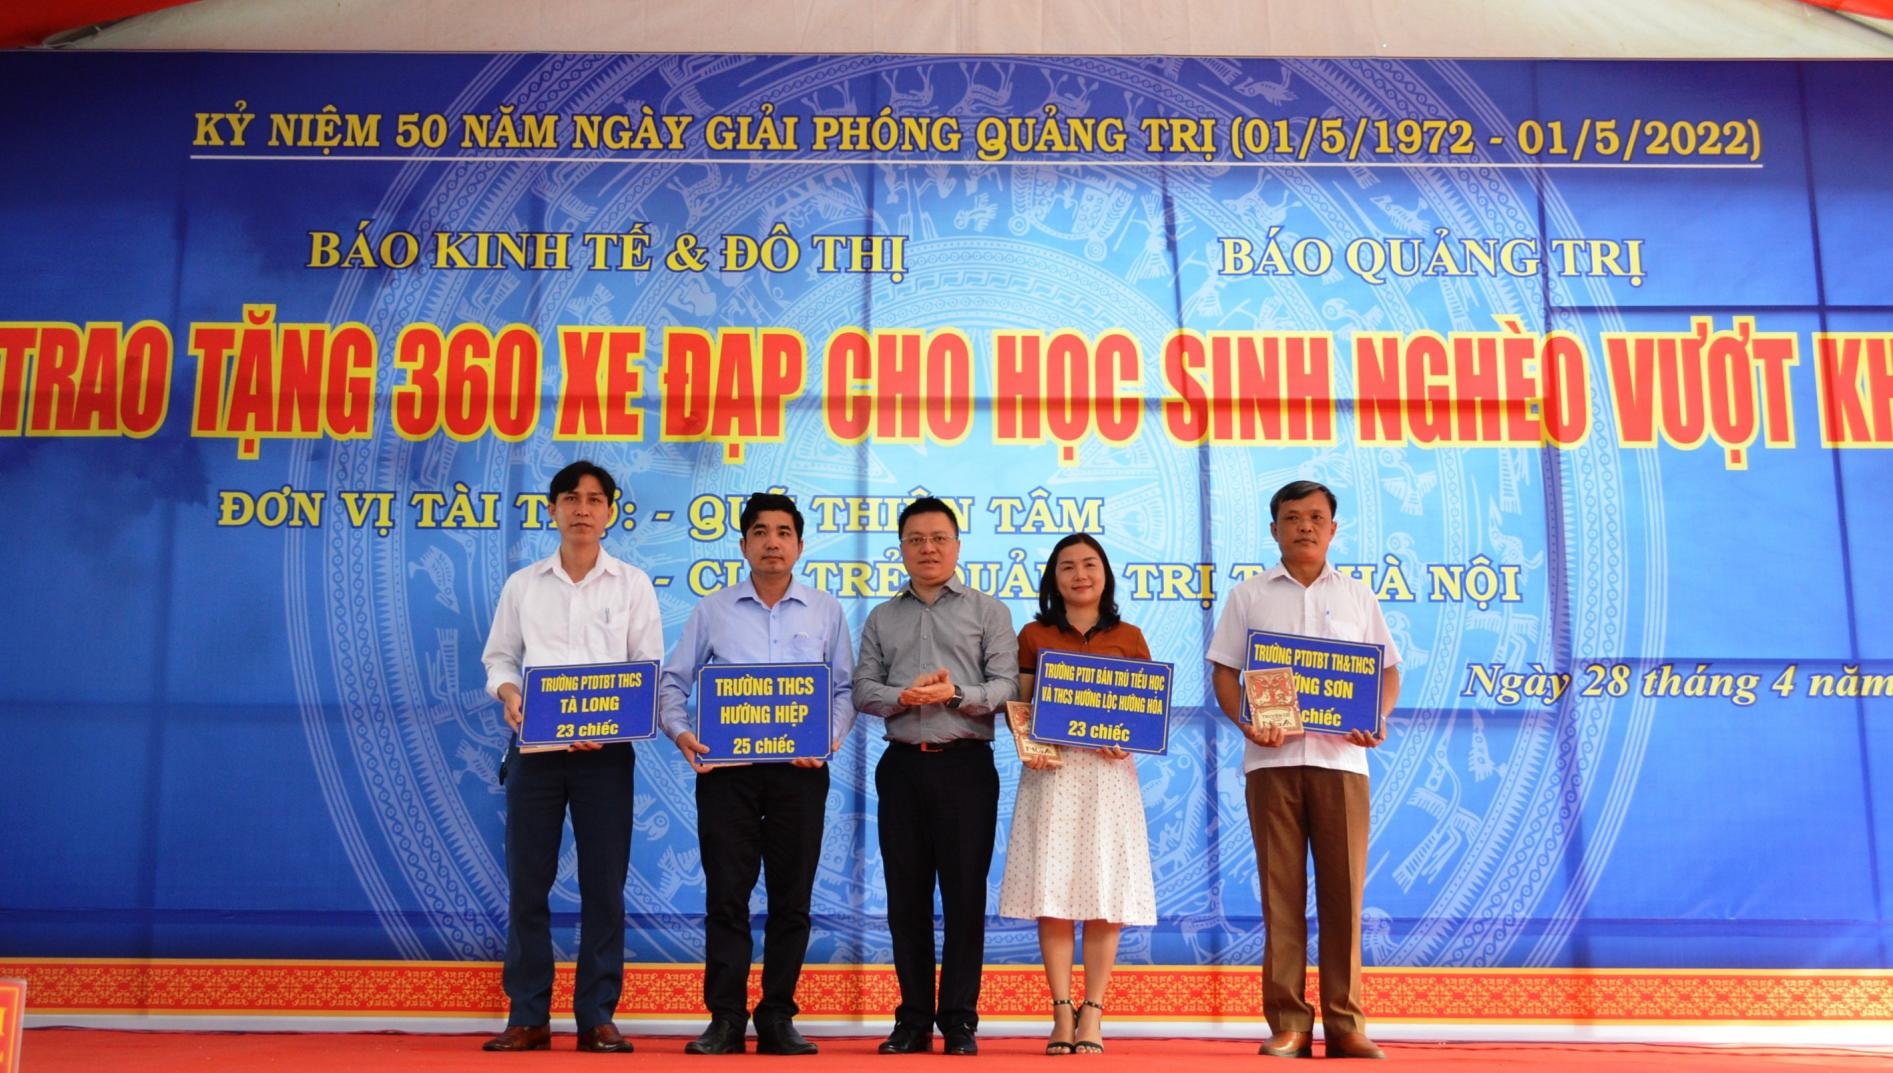 KỶ NIỆM 50 NĂM NGÀY GIẢI PHÓNG QUẢNG TRỊ (01/5/1972 - 01/5/2022)
BÁO KINH TẾ & ĐÔ THỊ
BÁO QUẢNG TRỊ
TRAO TẶNG 360 XE ĐẠP CHO HỌC SINH NGHÈO VƯỢT
ĐƠN VỊ TÀI TRỢ: - QUỸ THIỆN TÂM
- TRẺ QUẢNG TRỊ HÀ NỘI
Ngày 28 tháng 4 năm
TRƯỜNG PTDTBT THCS
TÀ LONG
23 chiếc
TRƯỜNG THCS
HƯỚNG HIỆP
25 chiếc
TRƯỜNG PTDT BÁN TRÚ TIỂU HỌC
VÀ THCS HƯỚNG LỘC HƯỚNG HÓA
23 chiếc
TRƯỜNG PTDTBT TH&THCS
SƠN
chiếc